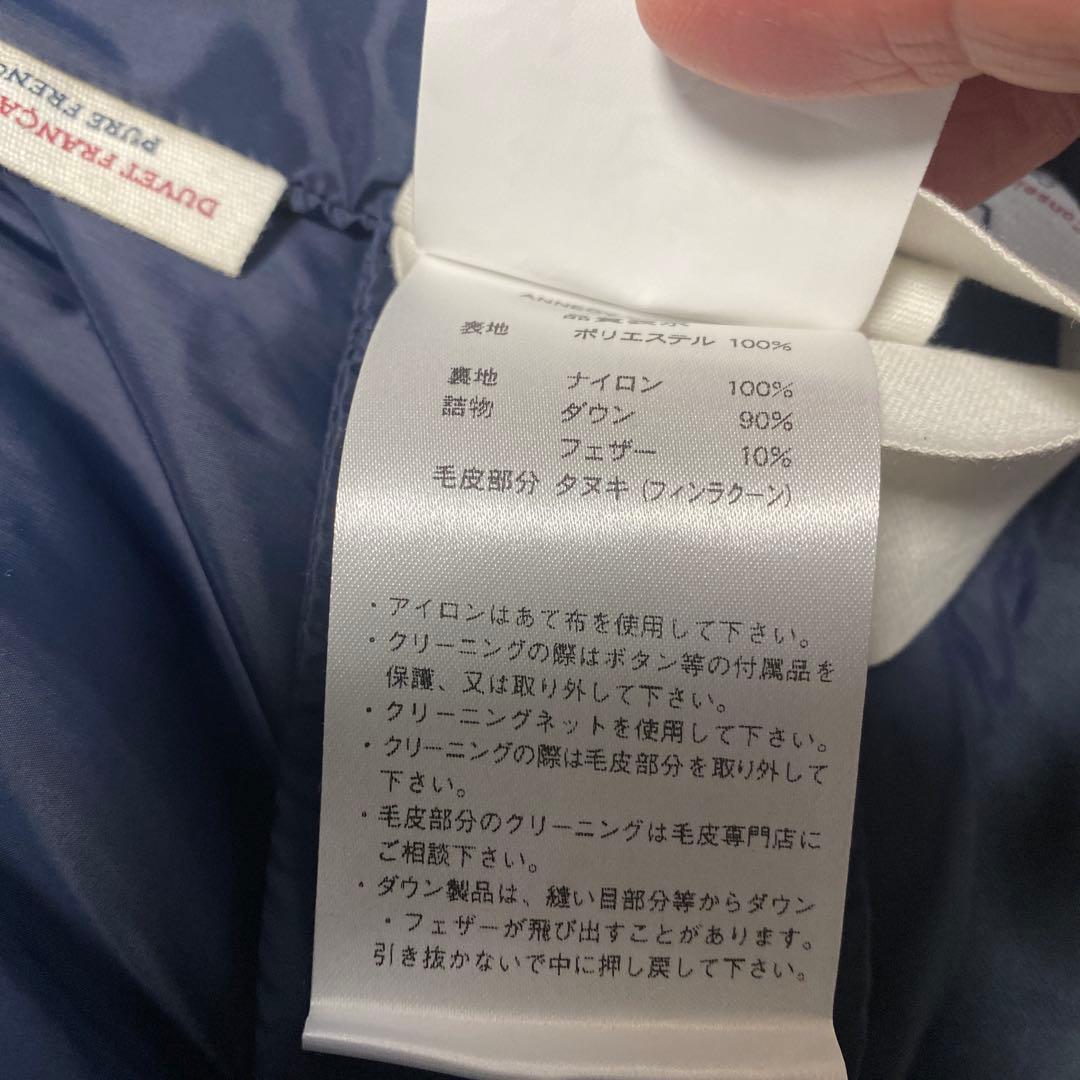 DUVET FRANÇA
PURE FRENC
表地 ポリエステル 100%
裏地 ナイロン 100%
詰物 ダウン 90%
フェザー 10%
毛皮部分 タヌキ (フィンラクーン)
・アイロンはあて布を使用して下さい。
・クリーニングの際はボタン等の付属品を
保護、又は取り外して下さい。
・クリーニングネットを使用して下さい。
・クリーニングの際は毛皮部分を取り外して
下さい。
・毛皮部分のクリーニングは毛皮専門店に
ご相談下さい。
・ダウン製品は、縫い目部分等からダウン
・フェザーが飛び出すことがあります。
引き抜かないで中に押し戻して下さい。